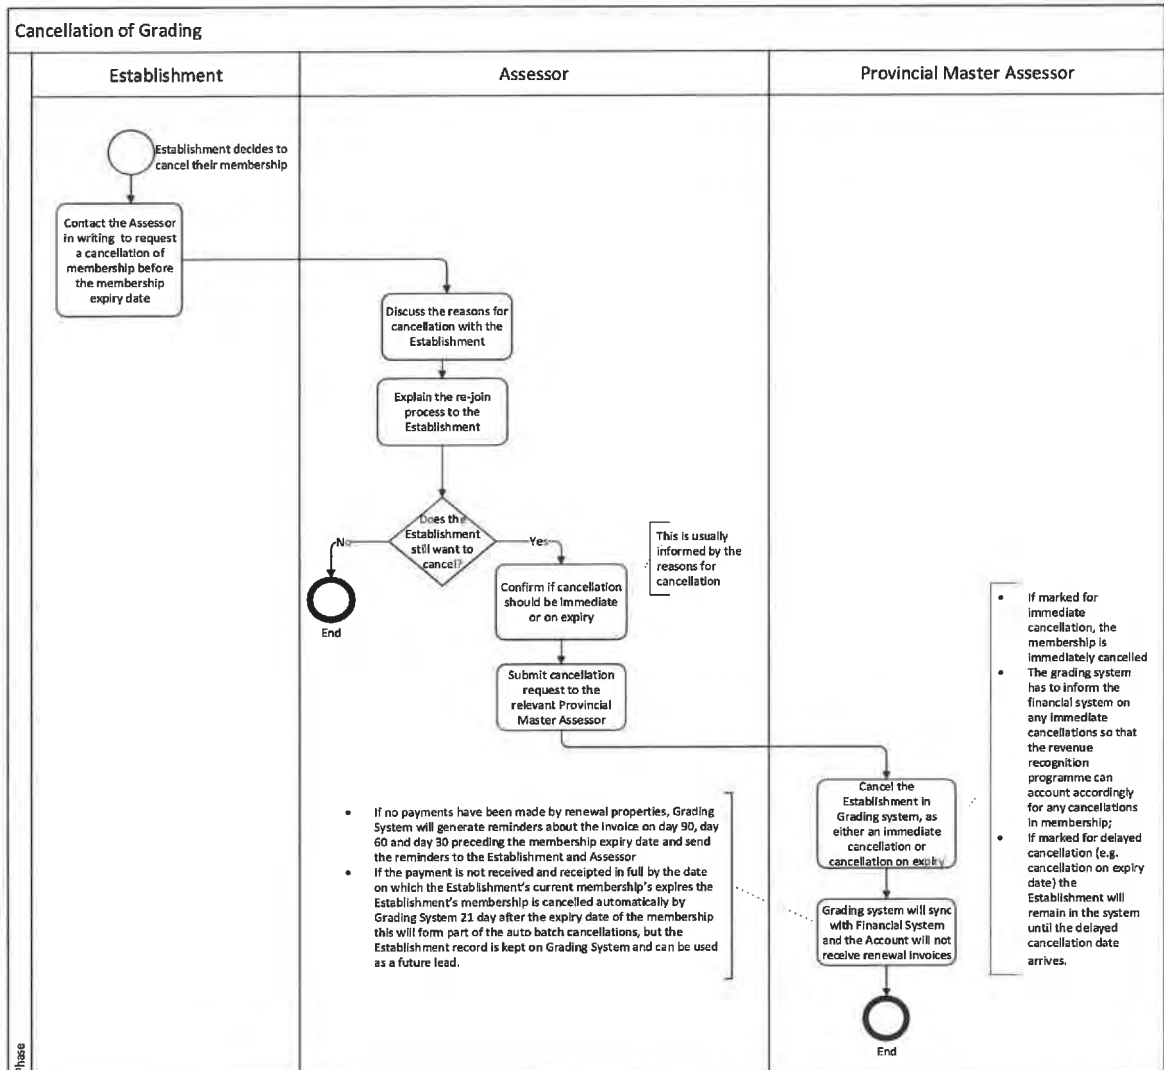 Cancellation of Grading
Establishment
Assessor
Provincial Master Assessor
Establishment decides to
cancel their membership
Contact the Assessor
in writing to request
a cancellation of
membership before
the membership
expiry date
Discuss the reasons for
cancellation with the
Establishment
Explain the re-join
process to the
Establishment
Does the
Establishment
still want to
cancel?
No
Yes
End
This is usually
informed by the
reasons for
cancellation
Confirm if cancellation
should be immediate
or on expiry
Submit cancellation
request to the
relevant Provincial
Master Assessor
Cancel the
Establishment in
Grading system, as
either an immediate
cancellation or
cancellation on expiry
• If marked for
immediate
cancellation, the
membership is
immediately cancelled
• The grading system
has to inform the
financial system on
any immediate
cancellations so that
the revenue
recognition
programme can
account accordingly
for any cancellations
in membership;
• If marked for delayed
cancellation (e.g.
cancellation on expiry
date) the
Establishment will
remain in the system
until the delayed
cancellation date
arrives.
• If no payments have been made by renewal properties, Grading
System will generate reminders about the invoice on day 90, day
60 and day 30 preceding the membership expiry date and send
the reminders to the Establishment and Assessor
• If the payment is not received and receipted in full by the date
on which the Establishment's current membership's expires the
Establishment's membership is cancelled automatically by
Grading System 21 day after the expiry date of the membership
this will form part of the auto batch cancellations, but the
Establishment record is kept on Grading System and can be used
as a future lead.
Grading system will sync
with Financial System
and the Account will not
receive renewal invoices
End
Phase